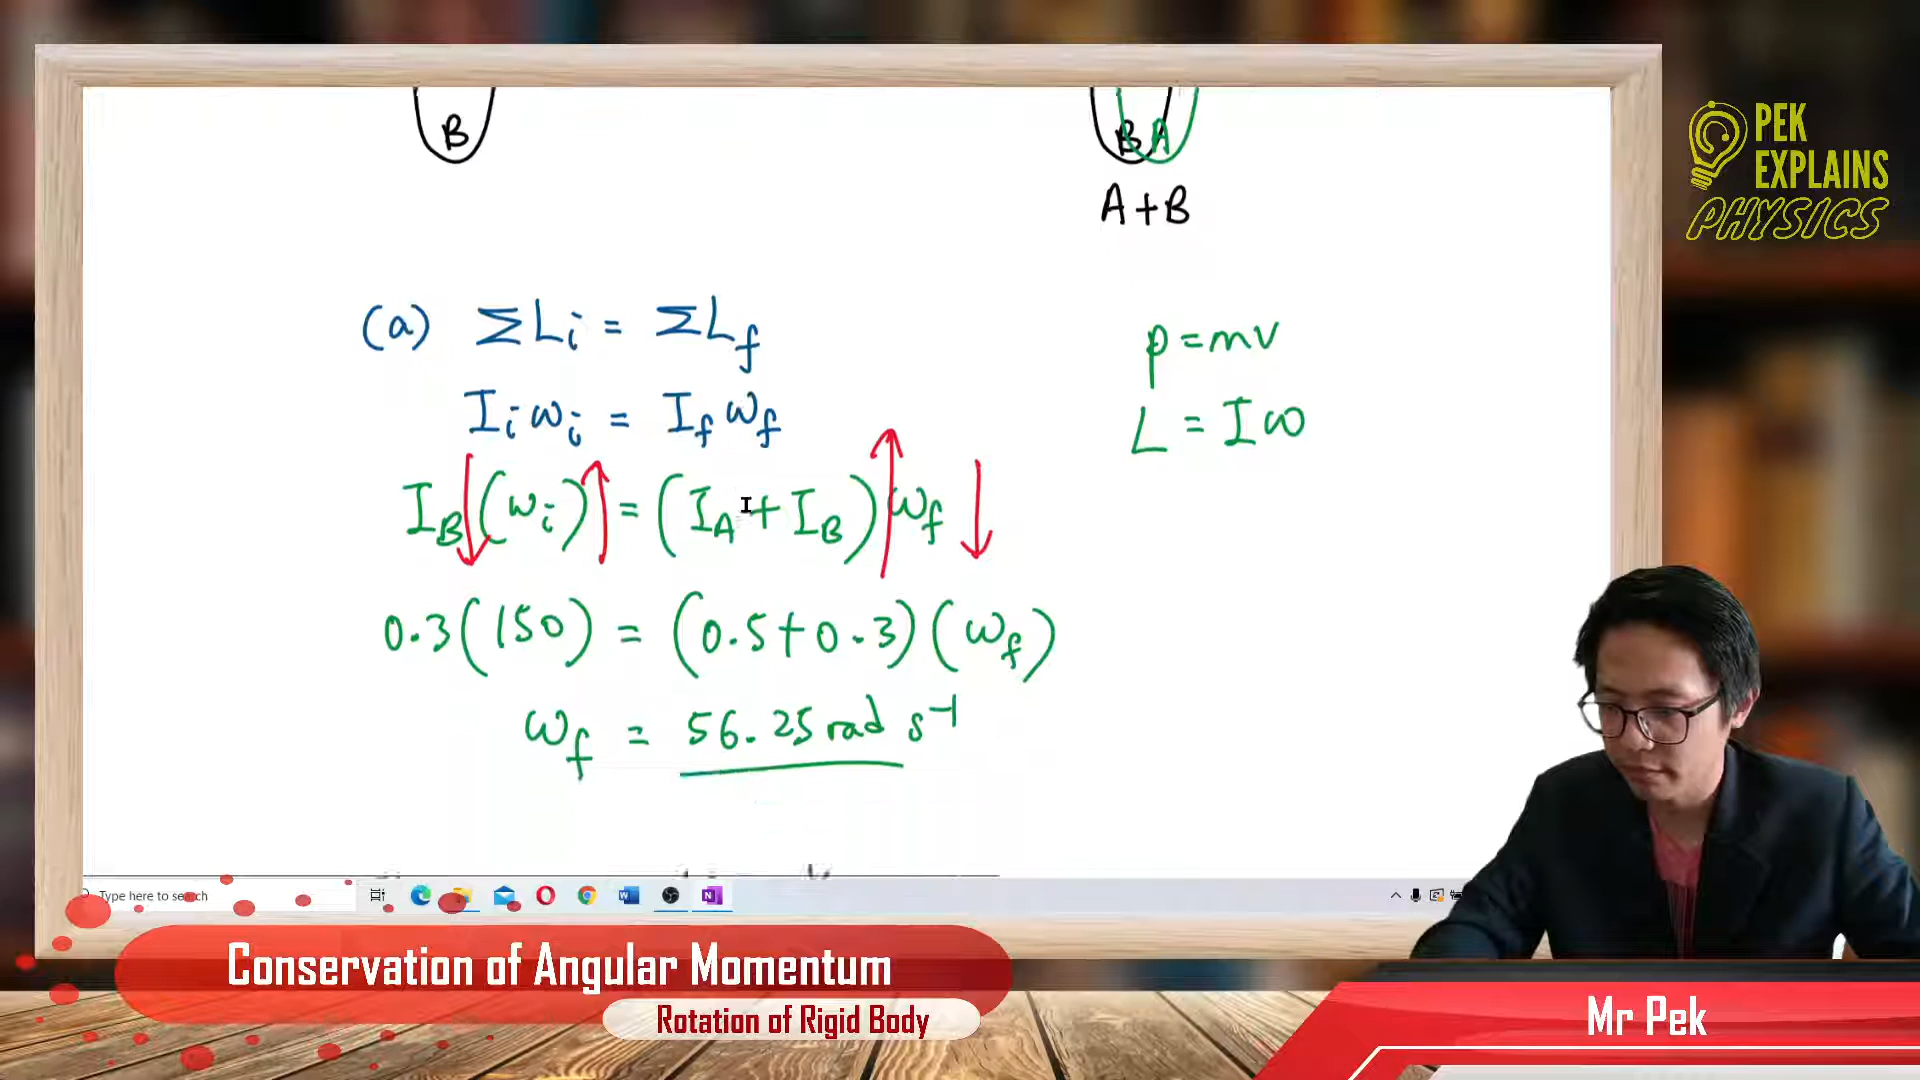 B
B A
A+B
PEK
EXPLAINS
PHYSICS
(a) ΣLi = ΣLf
p = mv
Iiωi = Ifωf
L = Iω
IB(ωi) = (IA + IB)ωf
0.3(150) = (0.5+0.3)(ωf)
ωf = 56.25 rad s⁻¹
Type here to search
Conservation of Angular Momentum
Rotation of Rigid Body
Mr Pek